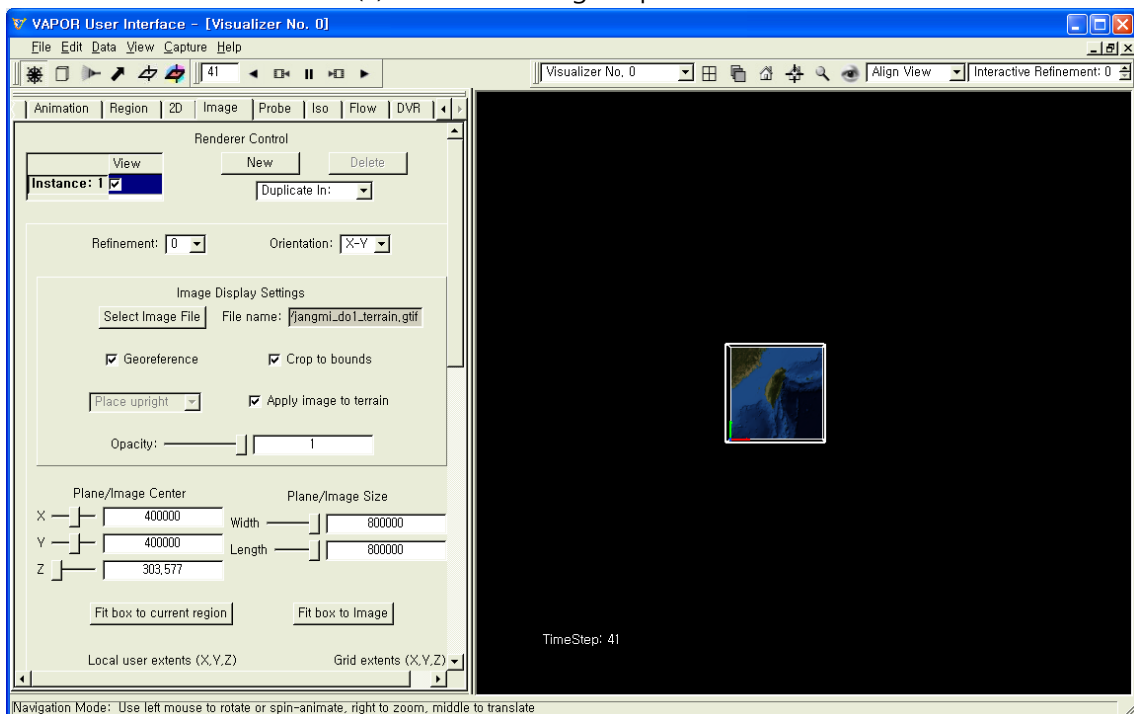 VAPOR User Interface - [Visualizer No. 0]
File Edit Data View Capture Help
41 Visualizer No. 0 Align View Interactive Refinement: 0
Animation Region 2D Image Probe Iso Flow DVR
Renderer Control
View New Delete
Instance: 1 Duplicate In:
Refinement: 0 Orientation: X-Y
Image Display Settings
Select Image File File name: /jangmi_do1_terrain.gtif
Georeference Crop to bounds
Place upright Apply image to terrain
Opacity: 1
Plane/Image Center Plane/Image Size
X 400000 Width 800000
Y 400000 Length 800000
Z 303,577
Fit box to current region Fit box to Image
TimeStep: 41
Local user extents (X,Y,Z) Grid extents (X,Y,Z)
Navigation Mode: Use left mouse to rotate or spin-animate, right to zoom, middle to translate